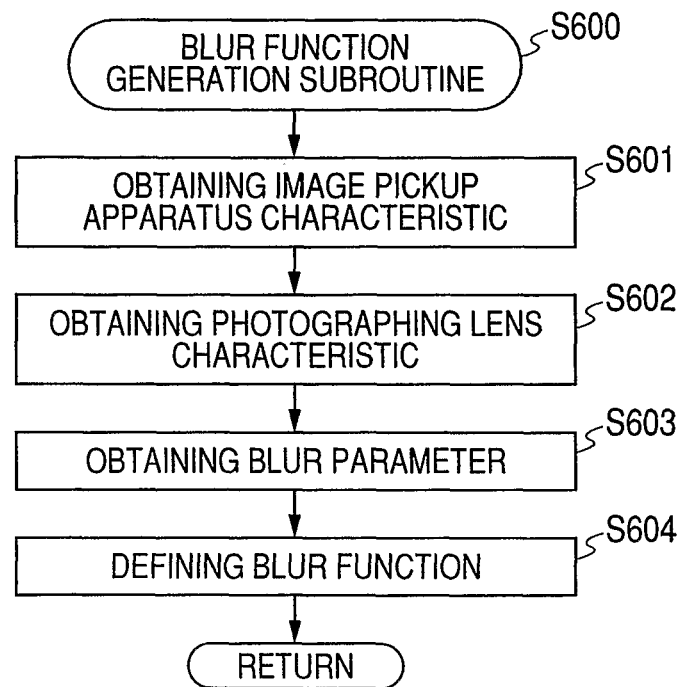 BLUR FUNCTION
GENERATION SUBROUTINE
S600
OBTAINING IMAGE PICKUP
APPARATUS CHARACTERISTIC
S601
OBTAINING PHOTOGRAPHING LENS
CHARACTERISTIC
S602
OBTAINING BLUR PARAMETER
S603
DEFINING BLUR FUNCTION
S604
RETURN